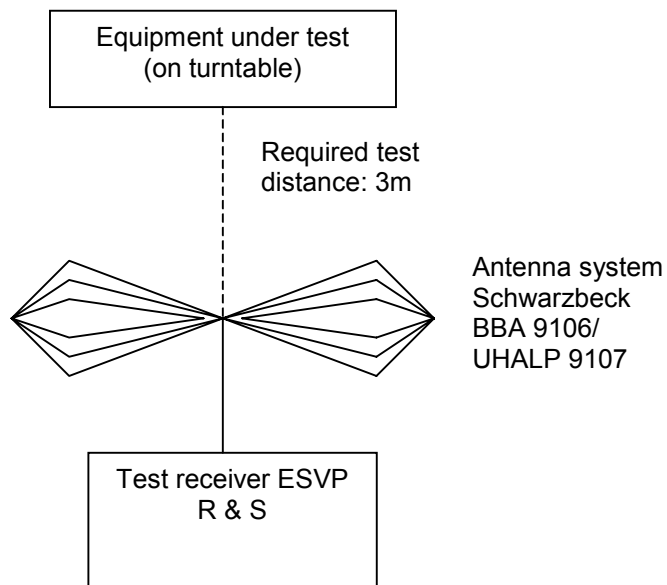 Equipment under test
(on turntable)
Required test
distance: 3m
Antenna system
Schwarzbeck
BBA 9106/
UHALP 9107
Test receiver ESVP
R & S